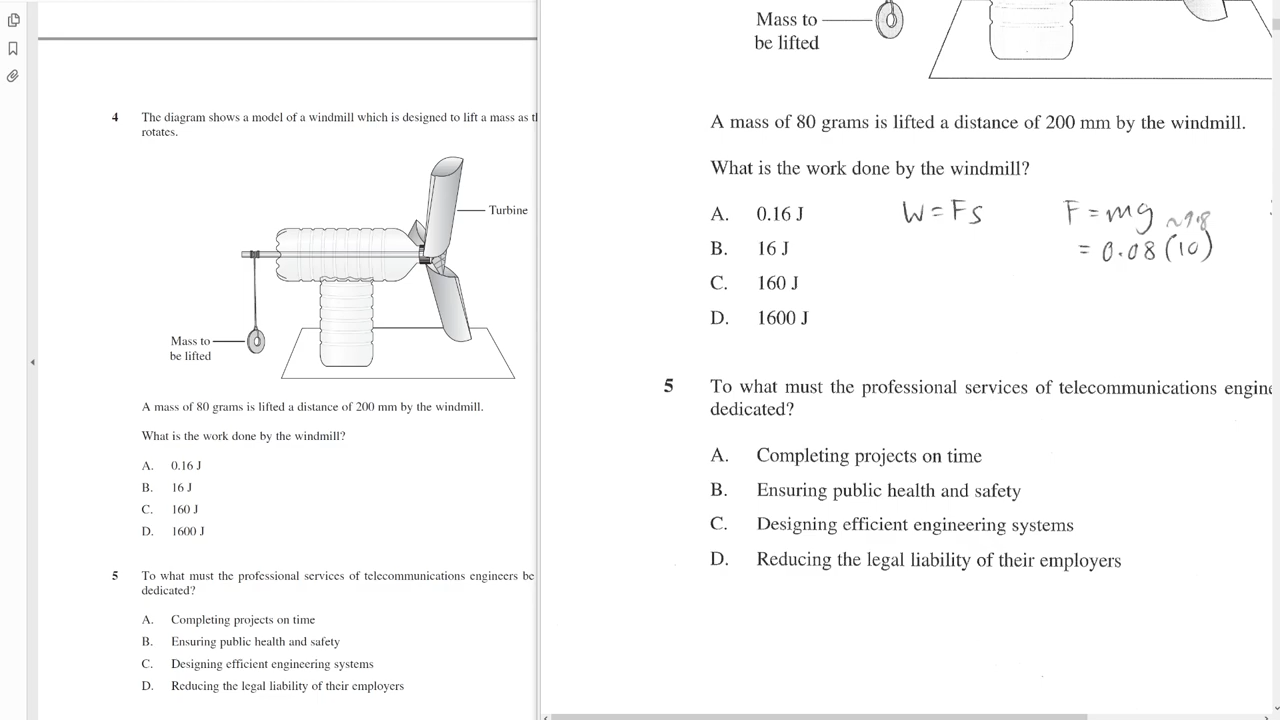 4 The diagram shows a model of a windmill which is designed to lift a mass as
rotates.
Turbine
Mass to
be lifted
A mass of 80 grams is lifted a distance of 200 mm by the windmill.
What is the work done by the windmill?
A. 0.16 J
B. 16 J
C. 160 J
D. 1600 J
5 To what must the professional services of telecommunications engineers be
dedicated?
A. Completing projects on time
B. Ensuring public health and safety
C. Designing efficient engineering systems
D. Reducing the legal liability of their employers
Mass to
be lifted
A mass of 80 grams is lifted a distance of 200 mm by the windmill.
What is the work done by the windmill?
A. 0.16 J
B. 16 J
C. 160 J
D. 1600 J
W = Fs
F = mg ~9.8
= 0.08 (10)
5 To what must the professional services of telecommunications engine
dedicated?
A. Completing projects on time
B. Ensuring public health and safety
C. Designing efficient engineering systems
D. Reducing the legal liability of their employers